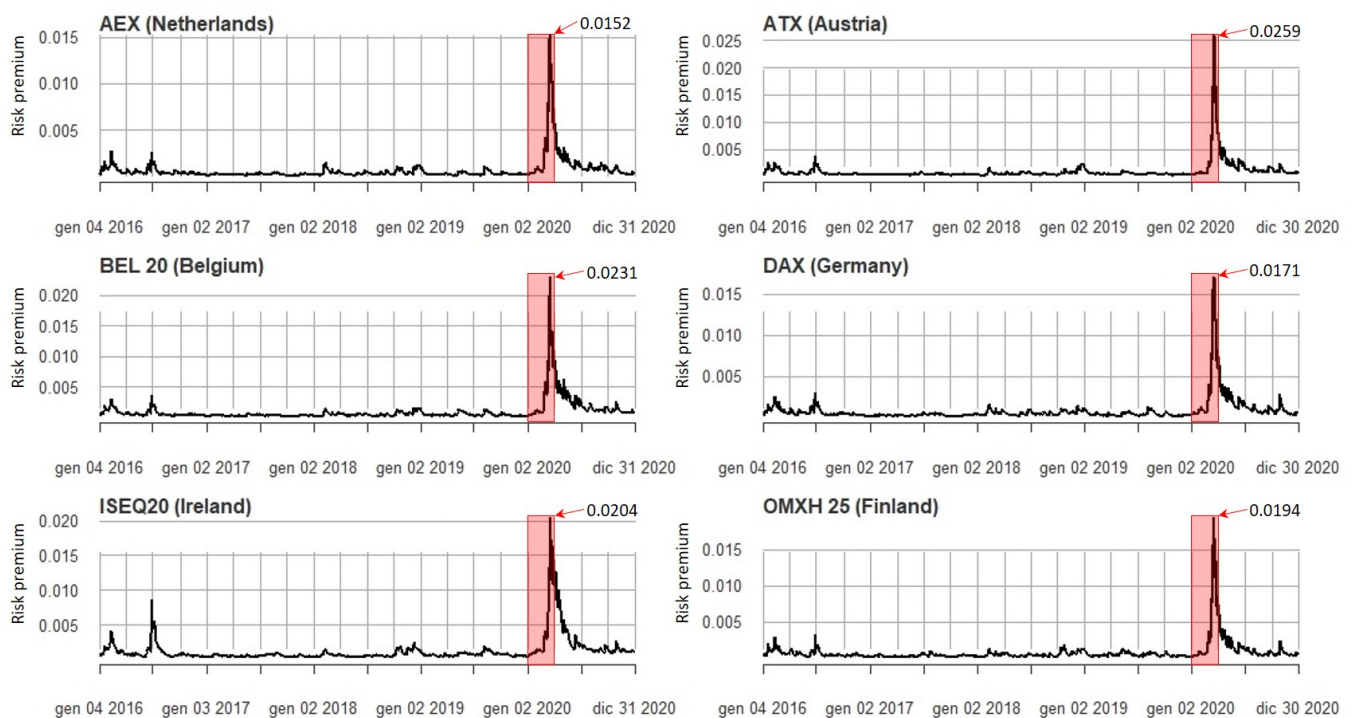 AEX (Netherlands)
0.0152
Risk premium
0.015
0.010
0.005
gen 04 2016 gen 02 2017 gen 02 2018 gen 02 2019 gen 02 2020 dic 31 2020
ATX (Austria)
0.0259
Risk premium
0.025
0.020
0.015
0.010
0.005
gen 04 2016 gen 02 2017 gen 02 2018 gen 02 2019 gen 02 2020 dic 30 2020
BEL 20 (Belgium)
0.0231
Risk premium
0.020
0.015
0.010
0.005
gen 04 2016 gen 02 2017 gen 02 2018 gen 02 2019 gen 02 2020 dic 31 2020
DAX (Germany)
0.0171
Risk premium
0.015
0.010
0.005
gen 04 2016 gen 02 2017 gen 02 2018 gen 02 2019 gen 02 2020 dic 30 2020
ISEQ20 (Ireland)
0.0204
Risk premium
0.020
0.015
0.010
0.005
gen 04 2016 gen 03 2017 gen 02 2018 gen 02 2019 gen 02 2020 dic 31 2020
OMXH 25 (Finland)
0.0194
Risk premium
0.015
0.010
0.005
gen 04 2016 gen 02 2017 gen 02 2018 gen 02 2019 gen 02 2020 dic 30 2020